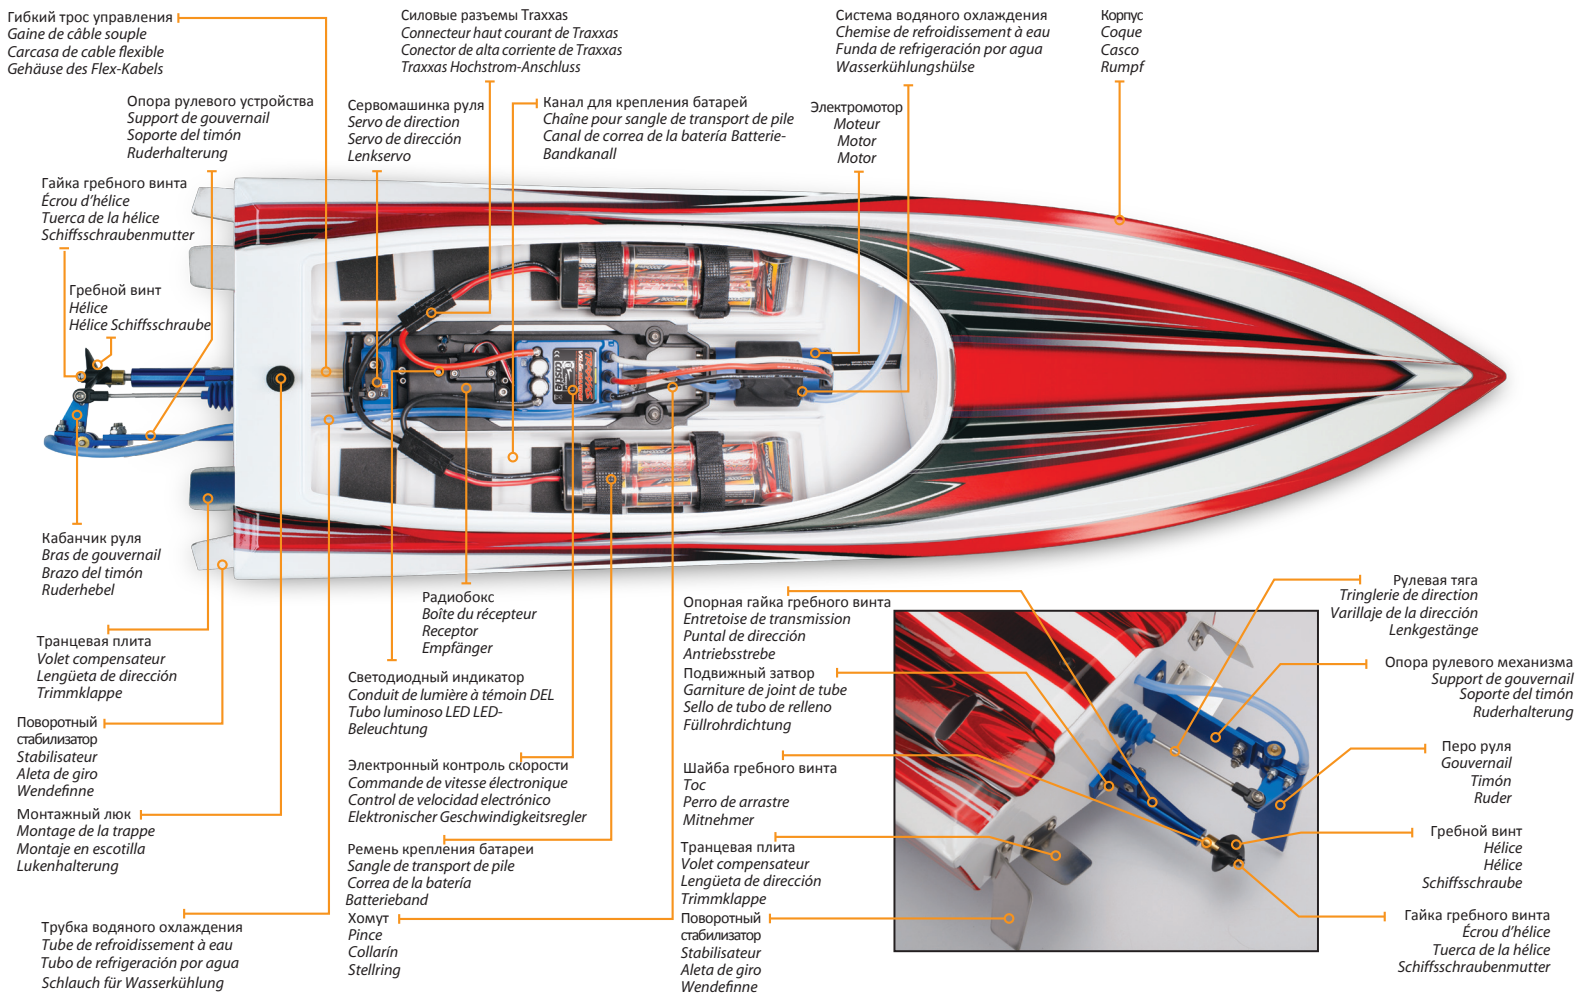 Гибкий трос управления
Gaine de câble souple
Carcasa de cable flexible
Gehäuse des Flex-Kabels
Силовые разъемы Traxxas
Connecteur haut courant de Traxxas
Conector de alta corriente de Traxxas
Traxxas Hochstrom-Anschluss
Система водяного охлаждения
Chemise de refroidissement à eau
Funda de refrigeración por agua
Wasserkühlungshülse
Корпус
Coque
Casco
Rumpf
Опора рулевого устройства
Support de gouvernail
Soporte del timón
Ruderhalterung
Сервомашинка руля
Servo de direction
Servo de dirección
Lenkservo
Канал для крепления батарей
Chaîne pour sangle de transport de pile
Canal de correa de la batería Batterie-
Bandkanall
Электромотор
Moteur
Motor
Motor
Гайка гребного винта
Écrou d'hélice
Tuerca de la hélice
Schiffsschraubenmutter
Гребной винт
Hélice
Hélice Schiffsschraube
Кабанчик руля
Bras de gouvernail
Brazo del timón
Ruderhebel
Транцевая плита
Volet compensateur
Lengüeta de dirección
Trimmklappe
Поворотный
стабилизатор
Stabilisateur
Aleta de giro
Wendefinne
Монтажный люк
Montage de la trappe
Montaje en escotilla
Lukenhalterung
Трубка водяного охлаждения
Tube de refroidissement à eau
Tubo de refrigeración por agua
Schlauch für Wasserkühlung
Радиобокс
Boîte du récepteur
Receptor
Empfänger
Светодиодный индикатор
Conduit de lumière à témoin DEL
Tubo luminoso LED LED-
Beleuchtung
Электронный контроль скорости
Commande de vitesse électronique
Control de velocidad electrónico
Elektronischer Geschwindigkeitsregler
Ремень крепления батареи
Sangle de transport de pile
Correa de la batería
Batterieband
Хомут
Pince
Collarín
Stellring
Опорная гайка гребного винта
Entretoise de transmission
Puntal de dirección
Antriebsstrebe
Подвижный затвор
Garniture de joint de tube
Sello de tubo de relleno
Füllrohrdichtung
Шайба гребного винта
Toc
Perro de arrastre
Mitnehmer
Транцевая плита
Volet compensateur
Lengüeta de dirección
Trimmklappe
Поворотный
стабилизатор
Stabilisateur
Aleta de giro
Wendefinne
Рулевая тяга
Tringlerie de direction
Varillaje de la dirección
Lenkgestänge
Опора рулевого механизма
Support de gouvernail
Soporte del timón
Ruderhalterung
Перо руля
Gouvernail
Timón
Ruder
Гребной винт
Hélice
Hélice
Schiffsschraube
Гайка гребного винта
Écrou d'hélice
Tuerca de la hélice
Schiffsschraubenmutter